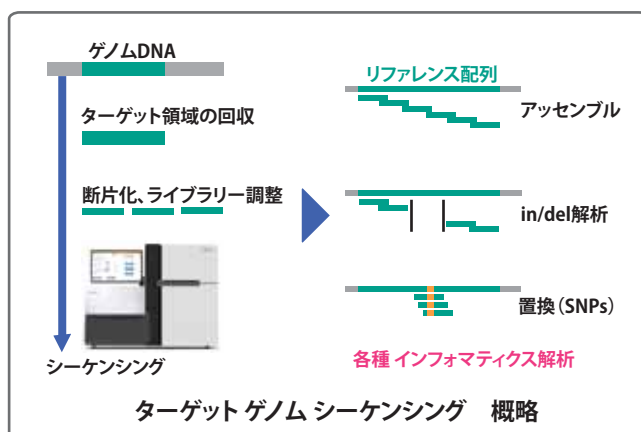 ゲノムDNA
ターゲット領域の回収
断片化、ライブラリー調整
シーケンシング
リファレンス配列
アッセンブル
in/del解析
置換(SNPs)
各種 インフォマティクス解析
ターゲット ゲノム シーケンシング 概略